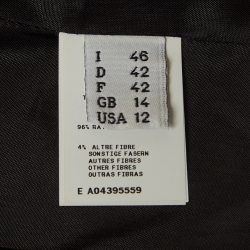 I 46
D 42
F 42
GB 14
USA 12
96% RA
4% ALTRE FIBRE
SONSTIGE FASERN
AUTRES FIBRES
OTHER FIBRES
OUTRAS FIBRAS
E A04395559